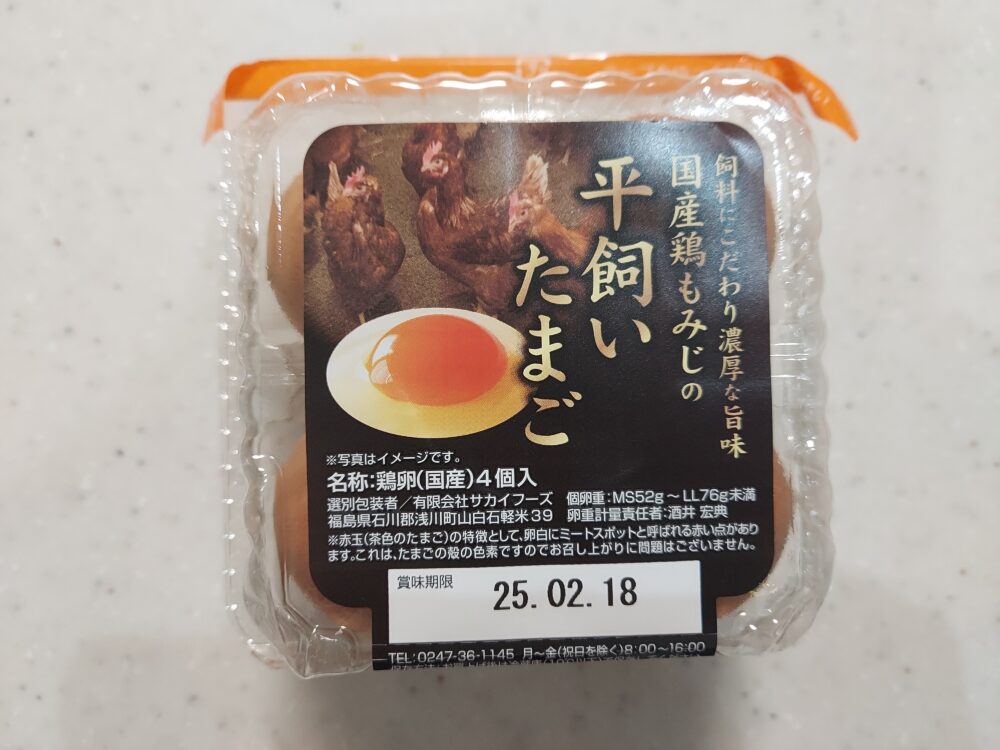 飼料にこだわり濃厚な旨味
国産鶏もみじの
平飼い
たまご
※写真はイメージです。
名称:鶏卵(国産)4個入
選別包装者/有限会社サカイフーズ 個卵重:MS52g~LL76g未満
福島県石川郡浅川町山白石軽米39 卵重計量責任者:酒井 宏典
※赤玉(茶色のたまご)の特徴として、卵白にミートスポットと呼ばれる赤い点があり
ます。これは、たまごの殻の色素ですのでお召し上がりに問題はございません。
賞味期限
25.02.18
TEL:0247-36-1145 月~金(祝日を除く)8:00~16:00